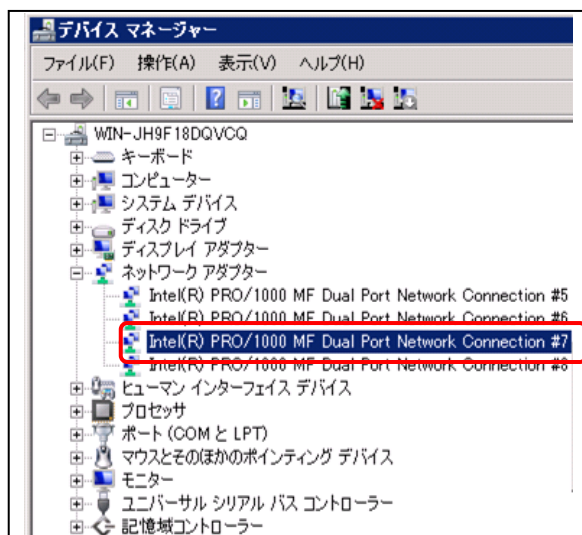 デバイス マネージャー
ファイル(F) 操作(A) 表示(V) ヘルプ(H)
WIN-JH9F18DQVCQ
キーボード
コンピューター
システム デバイス
ディスク ドライブ
ディスプレイ アダプター
ネットワーク アダプター
Intel(R) PRO/1000 MF Dual Port Network Connection #5
Intel(R) PRO/1000 MF Dual Port Network Connection #6
Intel(R) PRO/1000 MF Dual Port Network Connection #7
Intel(R) PRO/1000 MF Dual Port Network Connection #8
ヒューマン インターフェイス デバイス
プロセッサ
ポート (COM と LPT)
マウスとそのほかのポインティング デバイス
モニター
ユニバーサル シリアル バス コントローラー
記憶域コントローラー